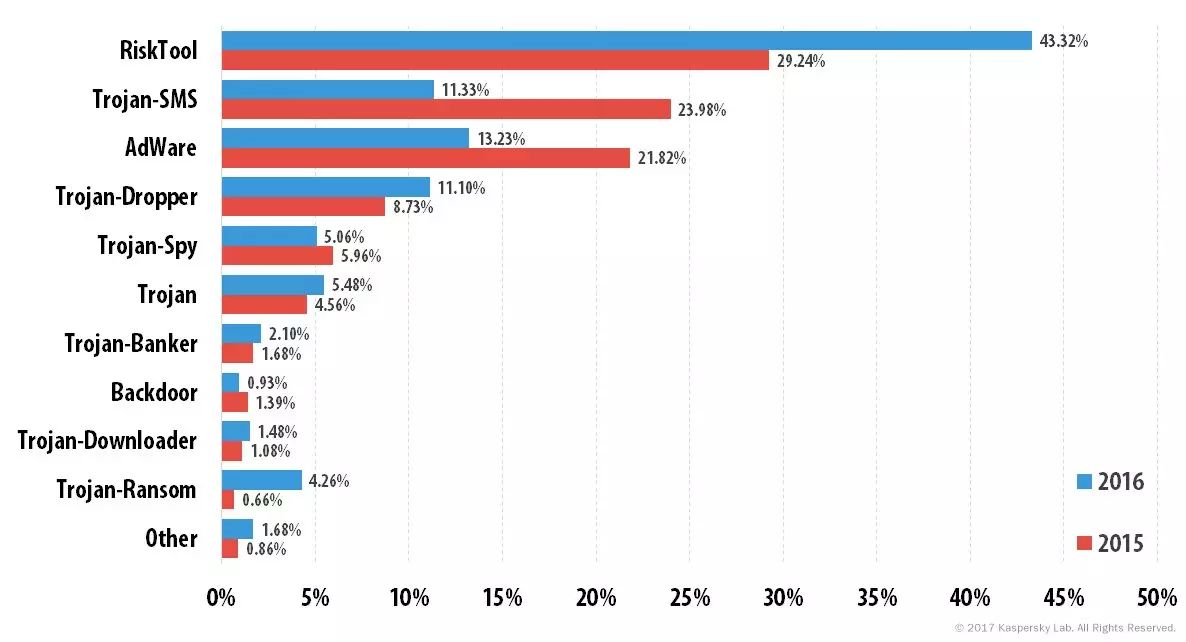 RiskTool
43.32%
29.24%
Trojan-SMS
11.33%
23.98%
AdWare
13.23%
21.82%
Trojan-Dropper
11.10%
8.73%
Trojan-Spy
5.06%
5.96%
Trojan
5.48%
4.56%
Trojan-Banker
2.10%
1.68%
Backdoor
0.93%
1.39%
Trojan-Downloader
1.48%
1.08%
Trojan-Ransom
4.26%
0.66%
Other
1.68%
0.86%
2016
2015
0% 5% 10% 15% 20% 25% 30% 35% 40% 45% 50%
© 2017 Kaspersky Lab. All Rights Reserved.